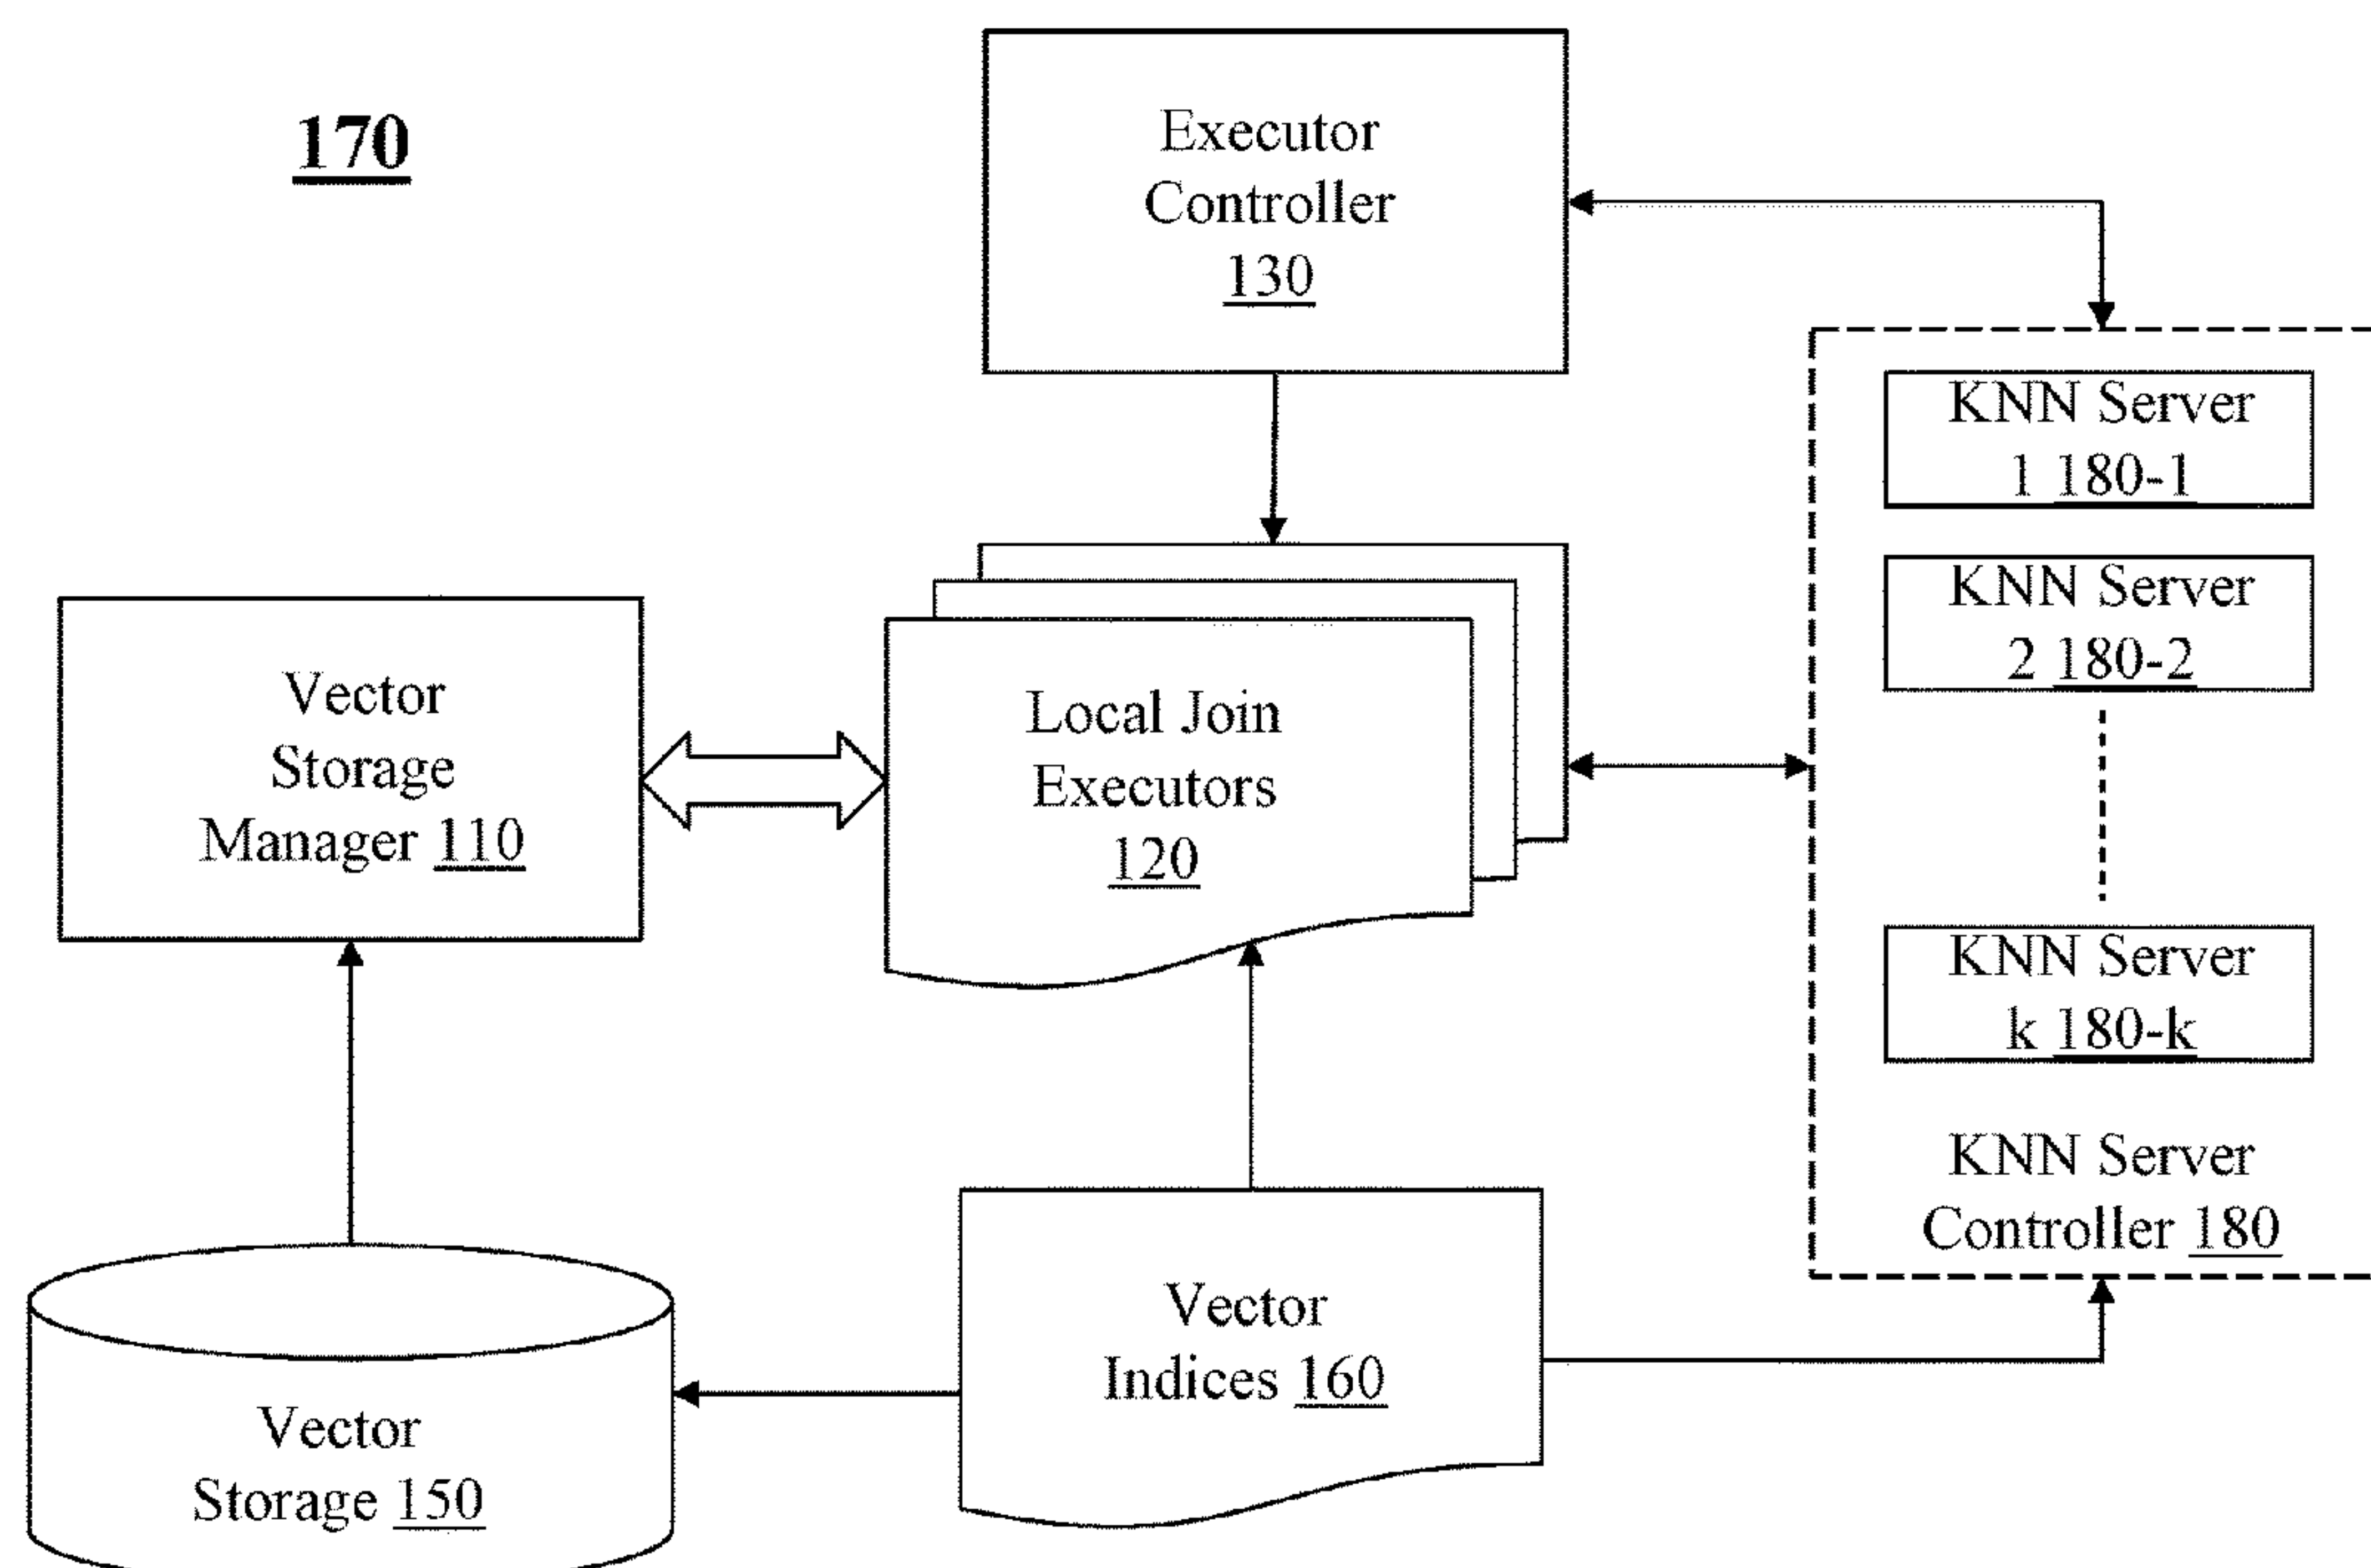 170
Executor
Controller
130
KNN Server
1 180-1
KNN Server
2 180-2
Vector
Storage
Manager 110
Local Join
Executors
120
KNN Server
k 180-k
KNN Server
Controller 180
Vector
Indices 160
Vector
Storage 150